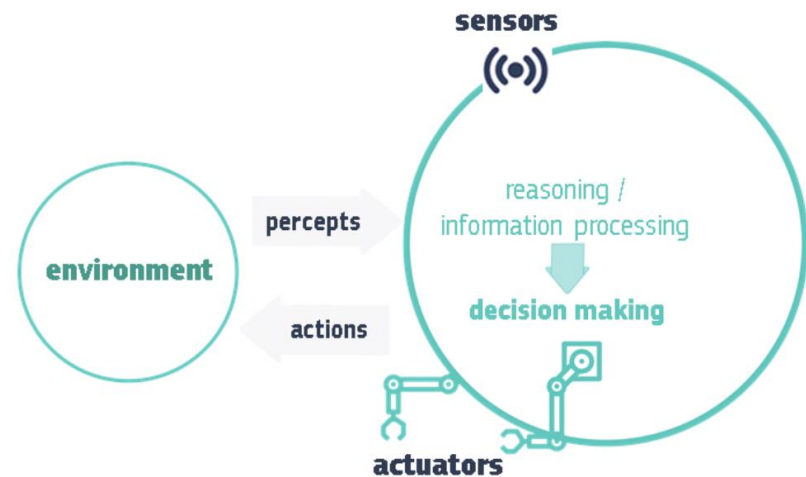 sensors
reasoning /
information processing
percepts
environment
decision making
actions
actuators